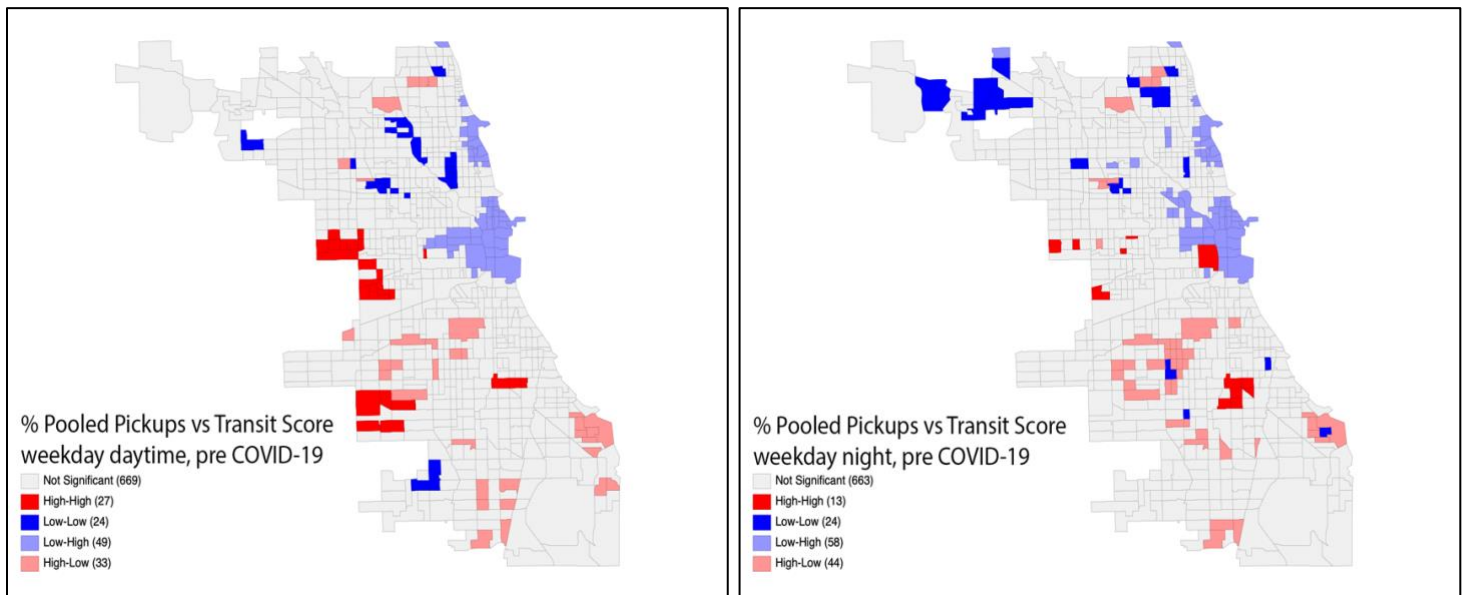 % Pooled Pickups vs Transit Score
weekday daytime, pre COVID-19
Not Significant (669)
High-High (27)
Low-Low (24)
Low-High (49)
High-Low (33)
% Pooled Pickups vs Transit Score
weekday night, pre COVID-19
Not Significant (663)
High-High (13)
Low-Low (24)
Low-High (58)
High-Low (44)